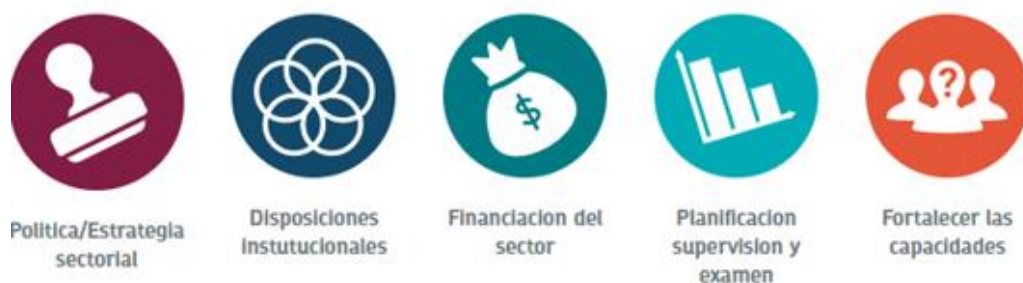 Politica/Estrategia
sectorial
Disposiciones
instutucionales
Financiacion del
sector
Planificacion
supervision y
examen
Fortalecer las
capacidades
$
?